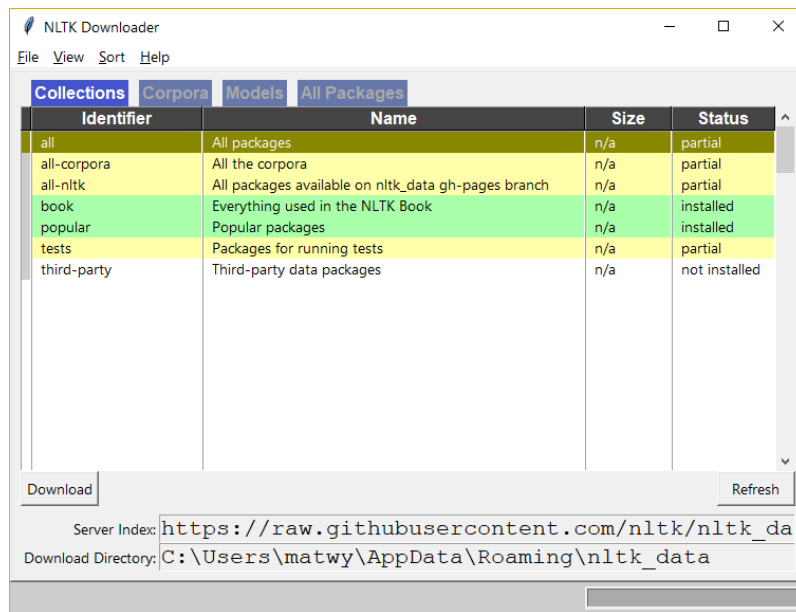 NLTK Downloader
File View Sort Help
Collections Corpora Models All Packages
Identifier Name Size Status
all All packages n/a partial
all-corpora All the corpora n/a partial
all-nltk All packages available on nltk_data gh-pages branch n/a partial
book Everything used in the NLTK Book n/a installed
popular Popular packages n/a installed
tests Packages for running tests n/a partial
third-party Third-party data packages n/a not installed
Download Refresh
Server Index: https://raw.githubusercontent.com/nltk/nltk_da
Download Directory: C:\Users\matwy\AppData\Roaming\nltk_data